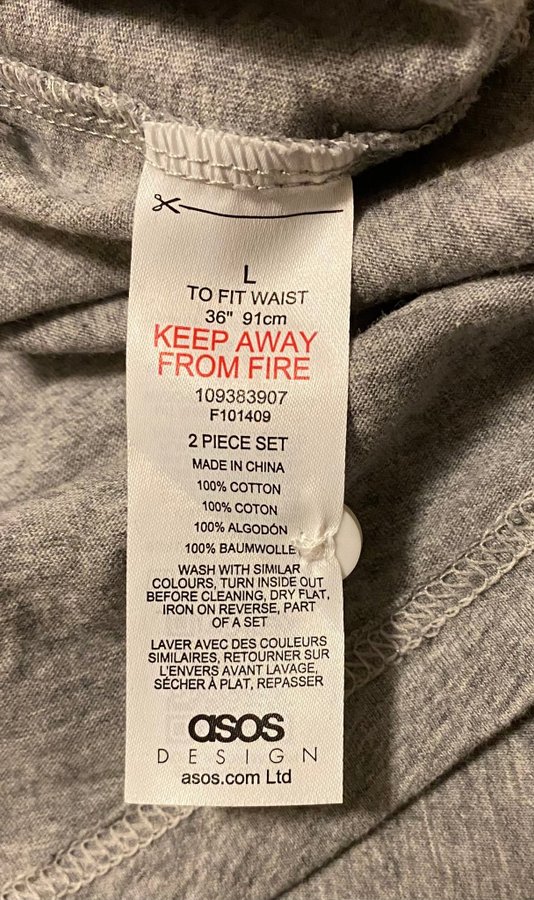 L
TO FIT WAIST
36" 91cm
KEEP AWAY
FROM FIRE
109383907
F101409
2 PIECE SET
MADE IN CHINA
100% COTTON
100% COTON
100% ALGODÓN
100% BAUMWOLLE
WASH WITH SIMILAR
COLOURS, TURN INSIDE OUT
BEFORE CLEANING, DRY FLAT,
IRON ON REVERSE, PART
OF A SET
LAVER AVEC DES COULEURS
SIMILAIRES, RETOURNER SUR
L'ENVERS AVANT LAVAGE,
SÉCHER À PLAT, REPASSER
asos
DESIGN
asos.com Ltd